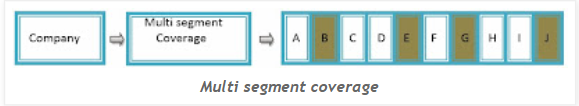 Company
Multi segment
Coverage
A B C D E F G H I J
Multi segment coverage